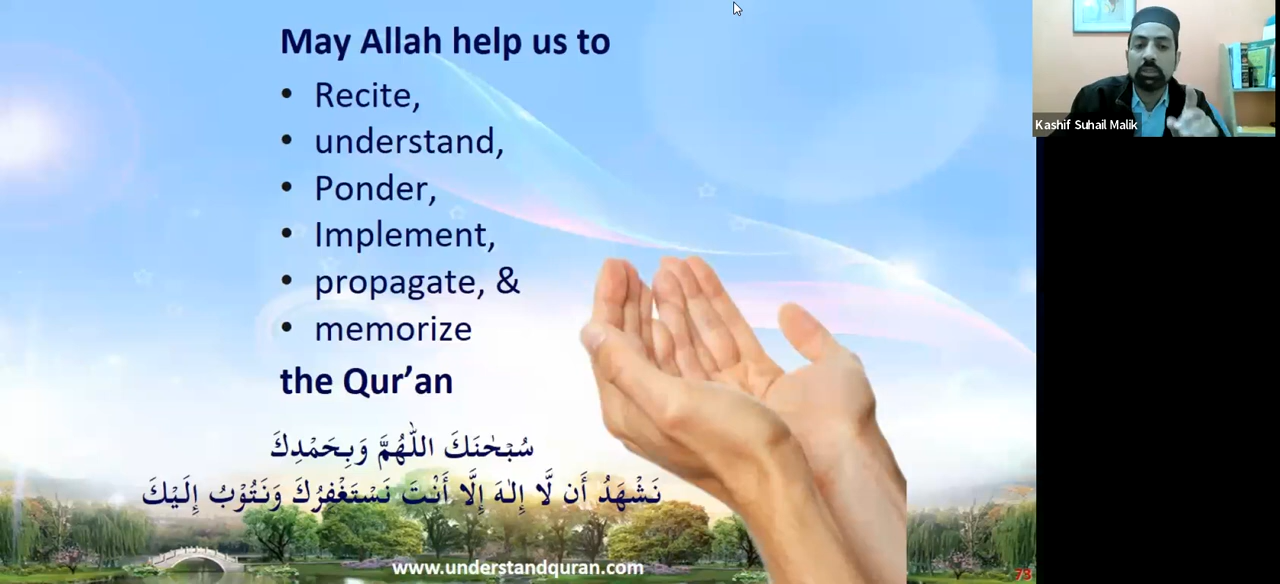 May Allah help us to
• Recite,
• understand,
• Ponder,
• Implement,
• propagate, &
• memorize
the Qur’an
سُبْحٰنَكَ اللّٰهُمَّ وَبِحَمْدِكَ
نَشْهَدُ أَن لَّا إِلٰهَ إِلَّا أَنْتَ نَسْتَغْفِرُكَ وَنَتُوْبُ إِلَيْكَ
www.understandquran.com
73
Kashif Suhail Malik